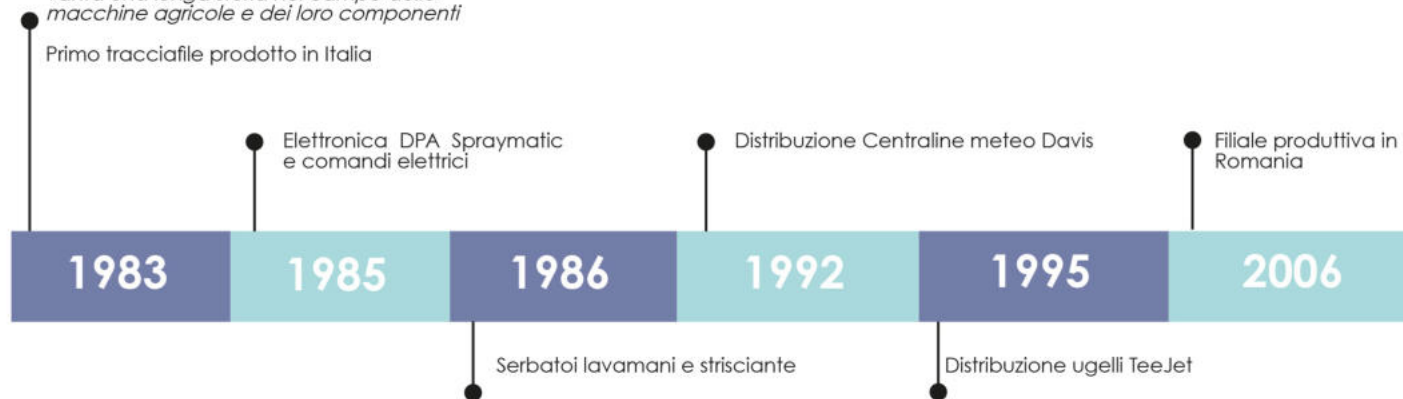 macchine agricole e dei loro componenti
Primo tracciafile prodotto in Italia
Elettronica DPA Spraymatic
e comandi elettrici
Distribuzione Centraline meteo Davis
Filiale produttiva in
Romania
1983
1985
1986
1992
1995
2006
Serbatoi lavamani e strisciante
Distribuzione ugelli TeeJet